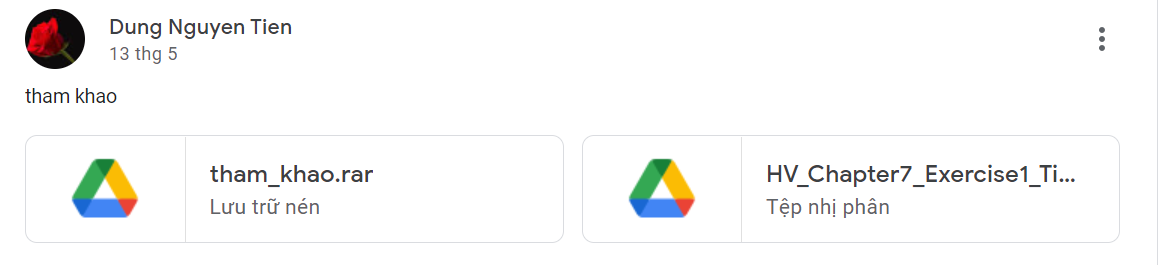 Dung Nguyen Tien
13 thg 5
tham khao
tham_khao.rar
Lưu trữ nén
HV_Chapter7_Exercise1_Ti...
Tệp nhị phân